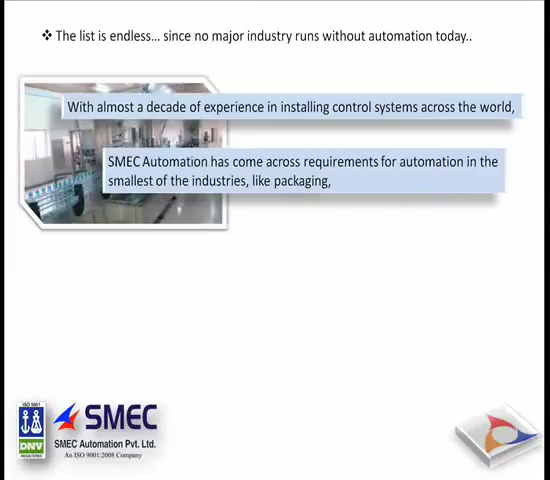 The list is endless... since no major industry runs without automation today..
With almost a decade of experience in installing control systems across the world,
SMEC Automation has come across requirements for automation in the
smallest of the industries, like packaging,
ISO 9001
DNV
REGISTERED
SMEC
SMEC Automation Pvt. Ltd.
An ISO 9001:2008 Company